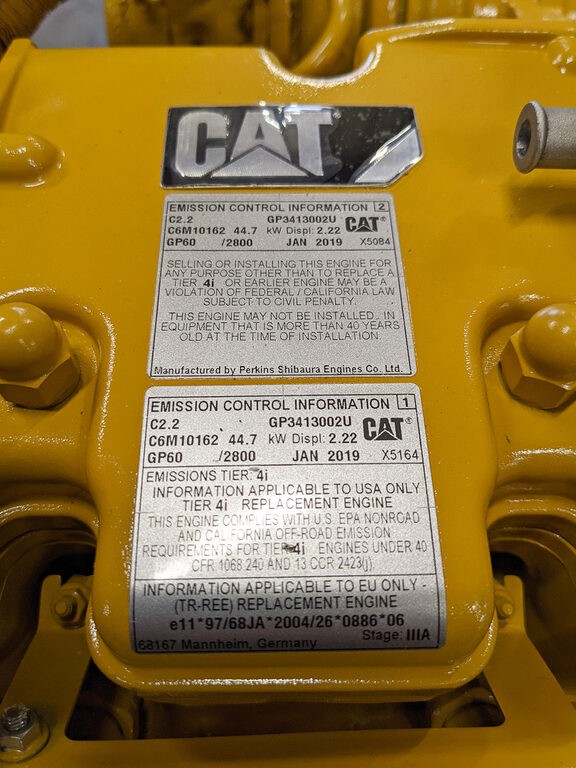 CAT
EMISSION CONTROL INFORMATION 2
C2.2 GP3413002U
C6M10162 44.7 kW Displ: 2.22 CAT®
GP60 /2800 JAN 2019 X5084
SELLING OR INSTALLING THIS ENGINE FOR
ANY PURPOSE OTHER THAN TO REPLACE A
TIER 4i OR EARLIER ENGINE MAY BE A
VIOLATION OF FEDERAL / CALIFORNIA LAW
SUBJECT TO CIVIL PENALTY.
THIS ENGINE MAY NOT BE INSTALLED IN
EQUIPMENT THAT IS MORE THAN 40 YEARS
OLD AT THE TIME OF INSTALLATION
Manufactured by Perkins Shibaura Engines Co, Ltd.
EMISSION CONTROL INFORMATION 1
C2.2 GP3413002U
C6M10162 44.7 kW Displ: 2.22 CAT®
GP60 /2800 JAN 2019 X5164
EMISSIONS TIER: 4i
INFORMATION APPLICABLE TO USA ONLY
TIER 4i REPLACEMENT ENGINE
THIS ENGINE COMPLIES WITH U.S. EPA NONROAD
AND CALIFORNIA OFF-ROAD EMISSION
REQUIREMENTS FOR TIER 4i ENGINES UNDER 40
CFR 1068.240 AND 13 CCR 2423(j).
INFORMATION APPLICABLE TO EU ONLY -
(TR-REE) REPLACEMENT ENGINE
e11*97/68JA*2004/26*0886*06
68167 Mannheim, Germany Stage: IIIA